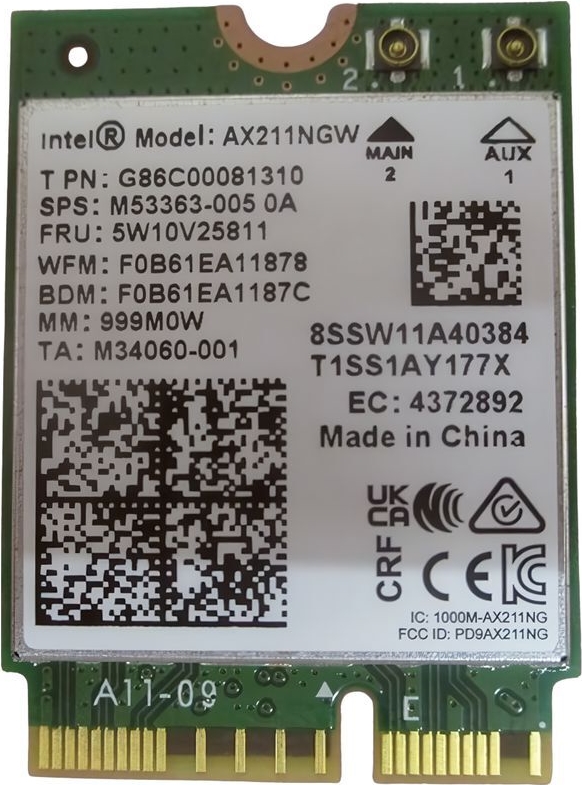 2 1
intel® Model: AX211NGW
MAIN AUX
2 1
T PN: G86C00081310
SPS: M53363-005 0A
FRU: 5W10V25811
WFM: F0B61EA11878
BDM: F0B61EA1187C
MM: 999M0W
TA: M34060-001
8SSW11A40384
T1SS1AY177X
EC: 4372892
Made in China
UK
CA
CRF CE
IC: 1000M-AX211NG
FCC ID: PD9AX211NG
A11-09 E